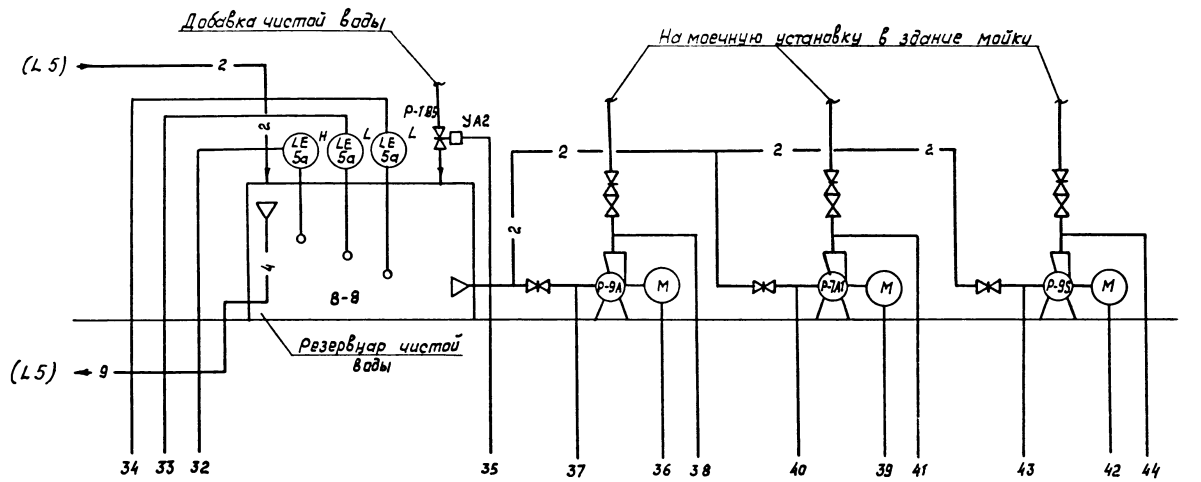 Добавка чистой воды
На моечную установку в здание мойки
(L5)
2
P-1B5
УА2
2
LE
5a
H
LE
5a
L
LE
5a
L
2
2
2
2
4
В-8
P-9A
M
P-7A1
M
P-9S
M
Резервуар чистой
воды
(L5)
9
34
33
32
35
37
36
38
40
39
41
43
42
44